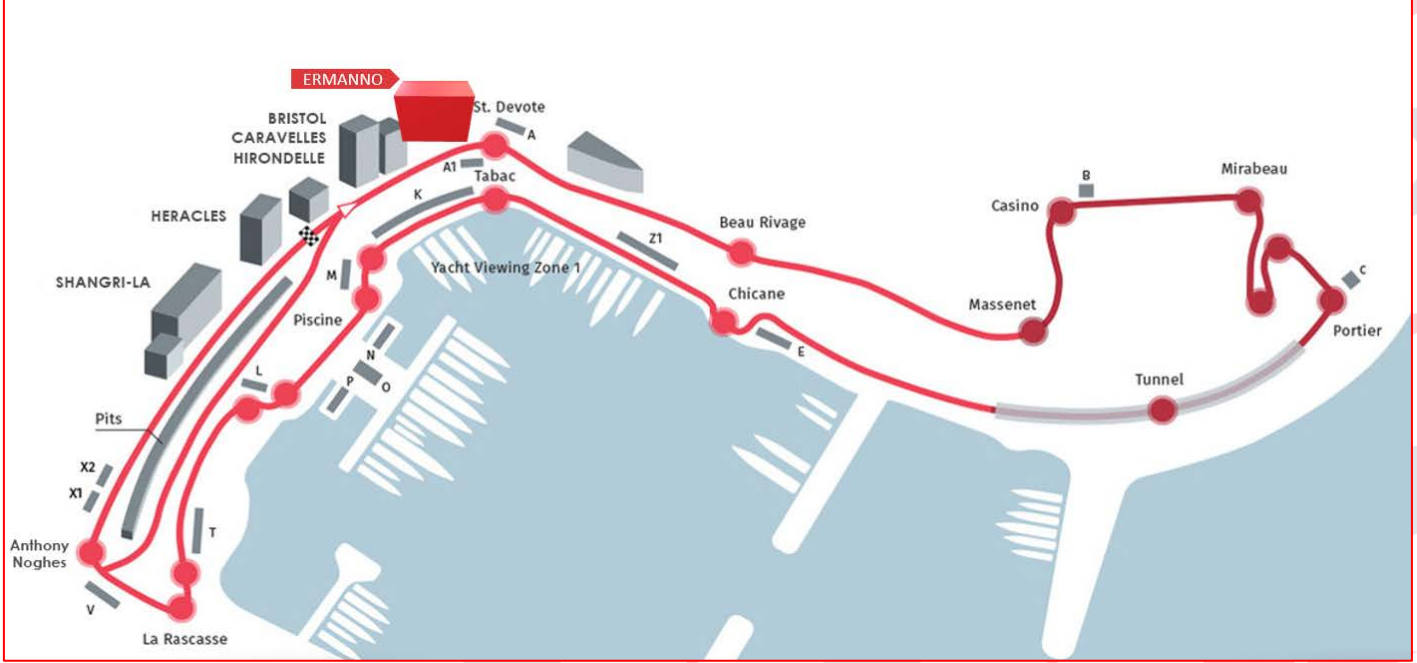 ERMANNO
St. Devote
BRISTOL
CARAVELLES
HIRONDELLE
A
A1
Tabac
K
HERACLES
B
Mirabeau
Casino
Beau Rivage
Z1
M
Yacht Viewing Zone 1
C
SHANGRI-LA
Piscine
Chicane
Massenet
Portier
E
N
L
P
O
Tunnel
Pits
X2
X1
T
Anthony
Noghes
V
La Rascasse